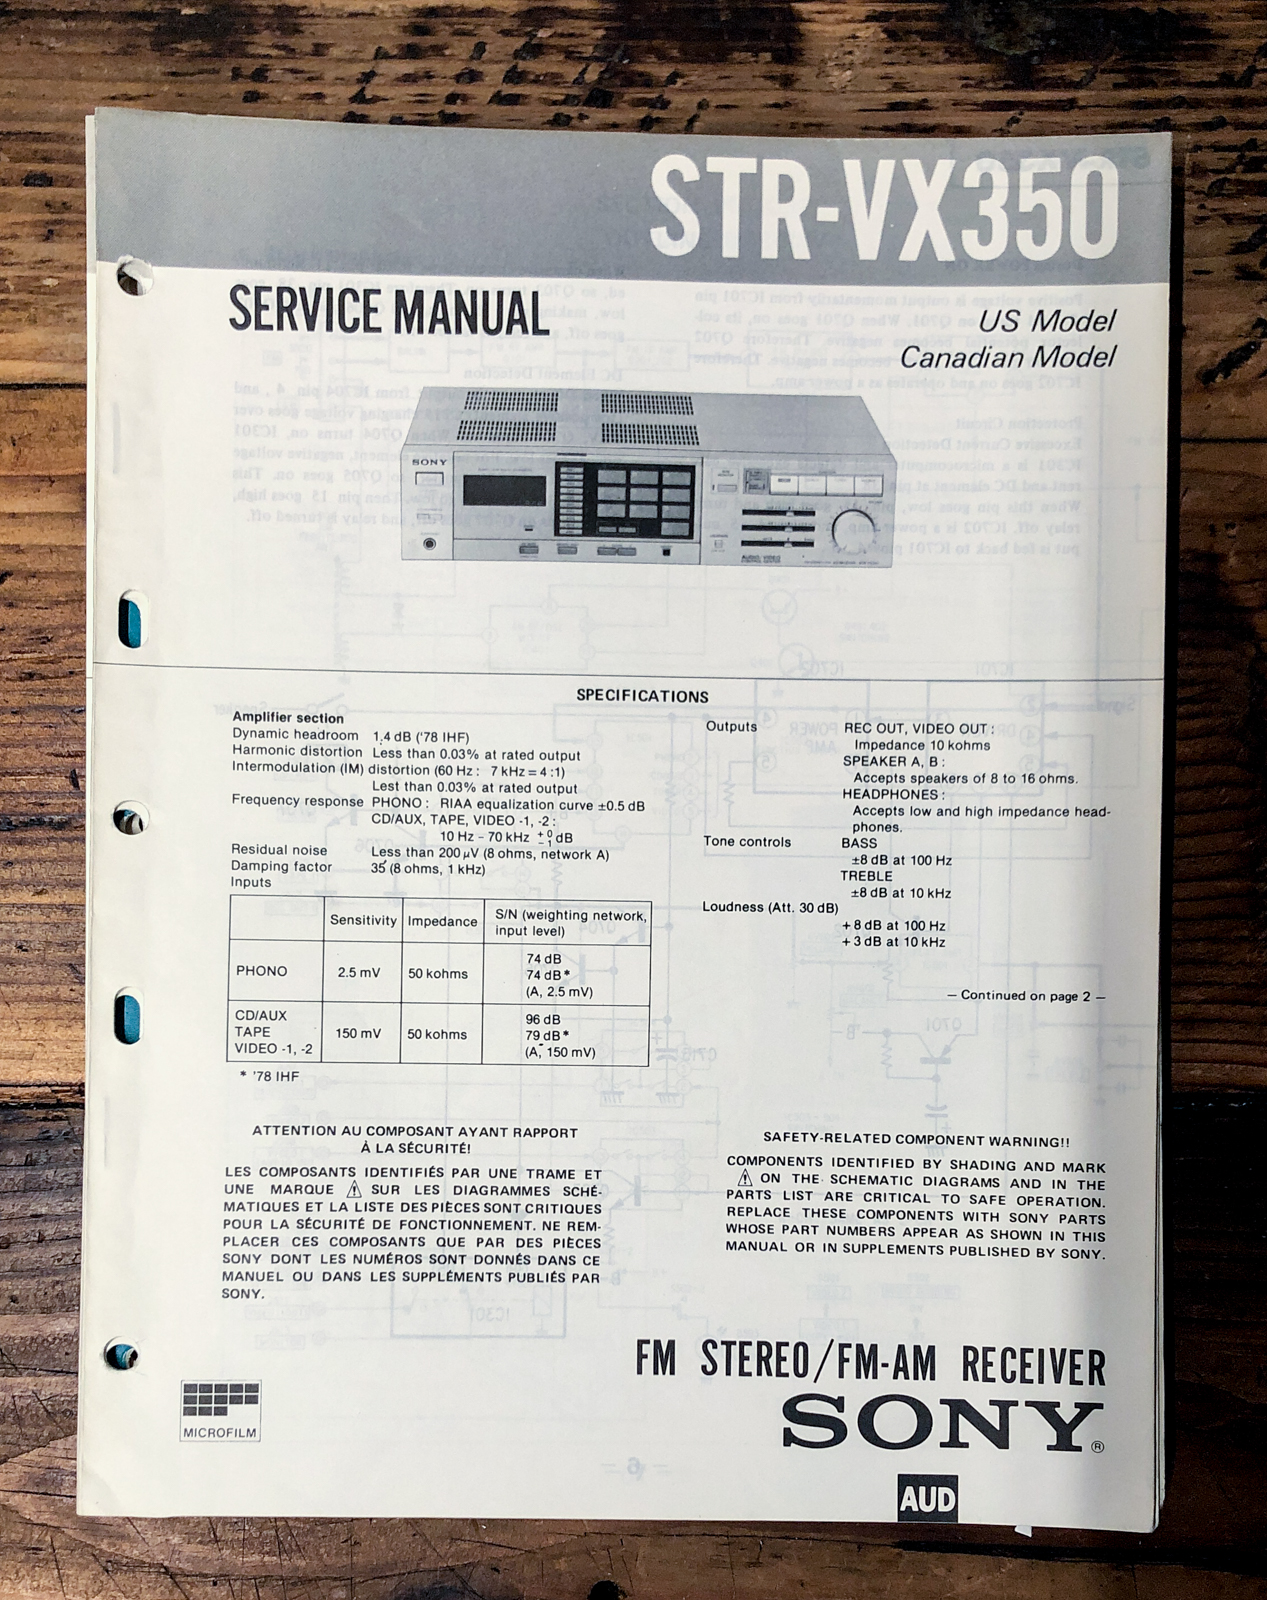 STR-VX350
SERVICE MANUAL
US Model
Canadian Model
SONY
SPECIFICATIONS
Amplifier section
Dynamic headroom 1.4 dB ('78 IHF)
Harmonic distortion Less than 0.03% at rated output
Intermodulation (IM) distortion (60 Hz : 7 kHz = 4 :1)
Lest than 0.03% at rated output
Frequency response PHONO : RIAA equalization curve ±0.5 dB
CD/AUX, TAPE, VIDEO -1, -2 :
10 Hz – 70 kHz +0 −1 dB
Residual noise Less than 200 μV (8 ohms, network A)
Damping factor 35 (8 ohms, 1 kHz)
Inputs
Sensitivity Impedance S/N (weighting network, input level)
PHONO 2.5 mV 50 kohms 74 dB
74 dB*
(A, 2.5 mV)
CD/AUX 96 dB
TAPE 150 mV 50 kohms 79 dB*
VIDEO -1, -2 (A, 150 mV)
* '78 IHF
Outputs REC OUT, VIDEO OUT :
Impedance 10 kohms
SPEAKER A, B :
Accepts speakers of 8 to 16 ohms.
HEADPHONES :
Accepts low and high impedance head-
phones.
Tone controls BASS
±8 dB at 100 Hz
TREBLE
±8 dB at 10 kHz
Loudness (Att. 30 dB)
+ 8 dB at 100 Hz
+ 3 dB at 10 kHz
— Continued on page 2 —
ATTENTION AU COMPOSANT AYANT RAPPORT
À LA SÉCURITÉ!
LES COMPOSANTS IDENTIFIÉS PAR UNE TRAME ET
UNE MARQUE ⚠ SUR LES DIAGRAMMES SCHÉ-
MATIQUES ET LA LISTE DES PIÈCES SONT CRITIQUES
POUR LA SÉCURITÉ DE FONCTIONNEMENT. NE REM-
PLACER CES COMPOSANTS QUE PAR DES PIÈCES
SONY DONT LES NUMÉROS SONT DONNÉS DANS CE
MANUEL OU DANS LES SUPPLÉMENTS PUBLIÉS PAR
SONY.
SAFETY-RELATED COMPONENT WARNING!!
COMPONENTS IDENTIFIED BY SHADING AND MARK
⚠ ON THE SCHEMATIC DIAGRAMS AND IN THE
PARTS LIST ARE CRITICAL TO SAFE OPERATION.
REPLACE THESE COMPONENTS WITH SONY PARTS
WHOSE PART NUMBERS APPEAR AS SHOWN IN THIS
MANUAL OR IN SUPPLEMENTS PUBLISHED BY SONY.
FM STEREO/FM-AM RECEIVER
SONY®
MICROFILM
AUD